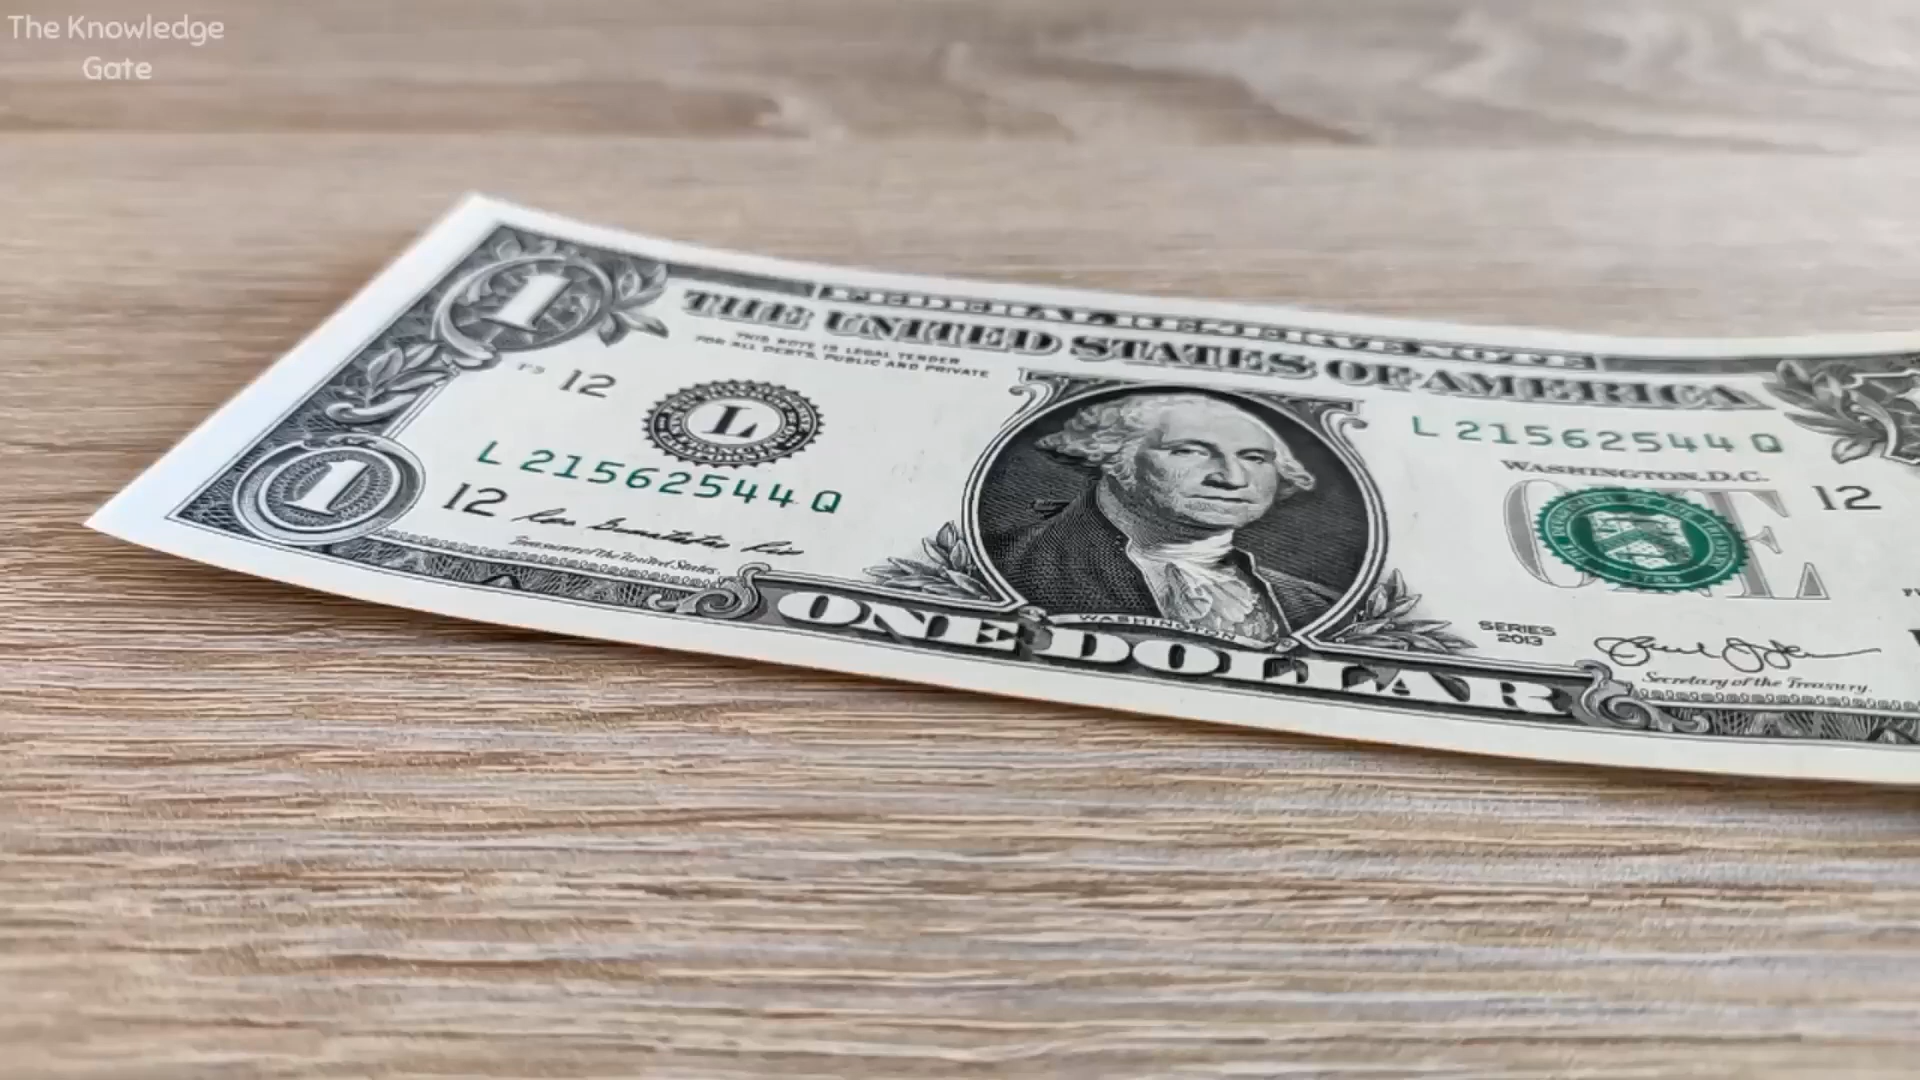 The Knowledge
Gate
1
FEDERAL RESERVE NOTE
THE UNITED STATES OF AMERICA
THIS NOTE IS LEGAL TENDER
FOR ALL DEBTS, PUBLIC AND PRIVATE
12
L
L 21562544 Q
WASHINGTON, D.C.
L 21562544 Q
12
1
12
Treasurer of the United States.
WASHINGTON
SERIES
2013
Secretary of the Treasury.
ONE DOLLAR